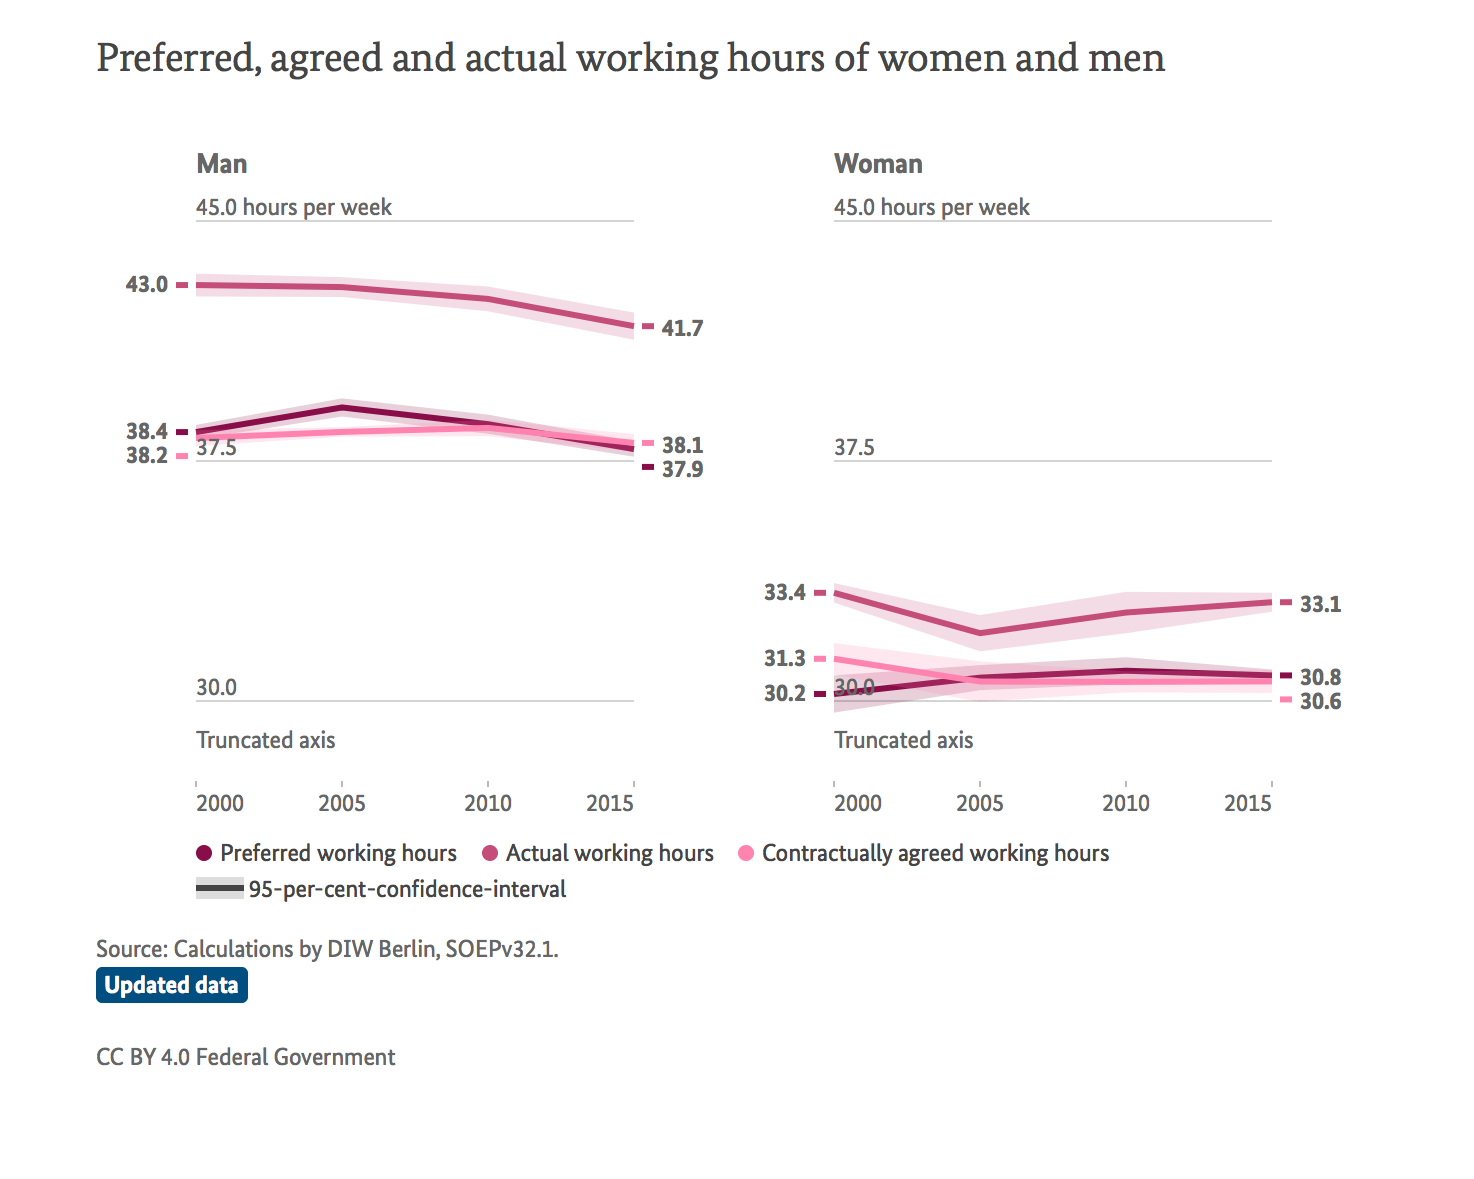 Preferred, agreed and actual working hours of women and men
Man
45.0 hours per week
43.0
41.7
38.4
38.2
37.5
38.1
37.9
30.0
Truncated axis
2000 2005 2010 2015
Woman
45.0 hours per week
37.5
33.4
33.1
31.3
30.2
30.0
30.8
30.6
Truncated axis
2000 2005 2010 2015
Preferred working hours Actual working hours Contractually agreed working hours
95-per-cent-confidence-interval
Source: Calculations by DIW Berlin, SOEPv32.1.
Updated data
CC BY 4.0 Federal Government